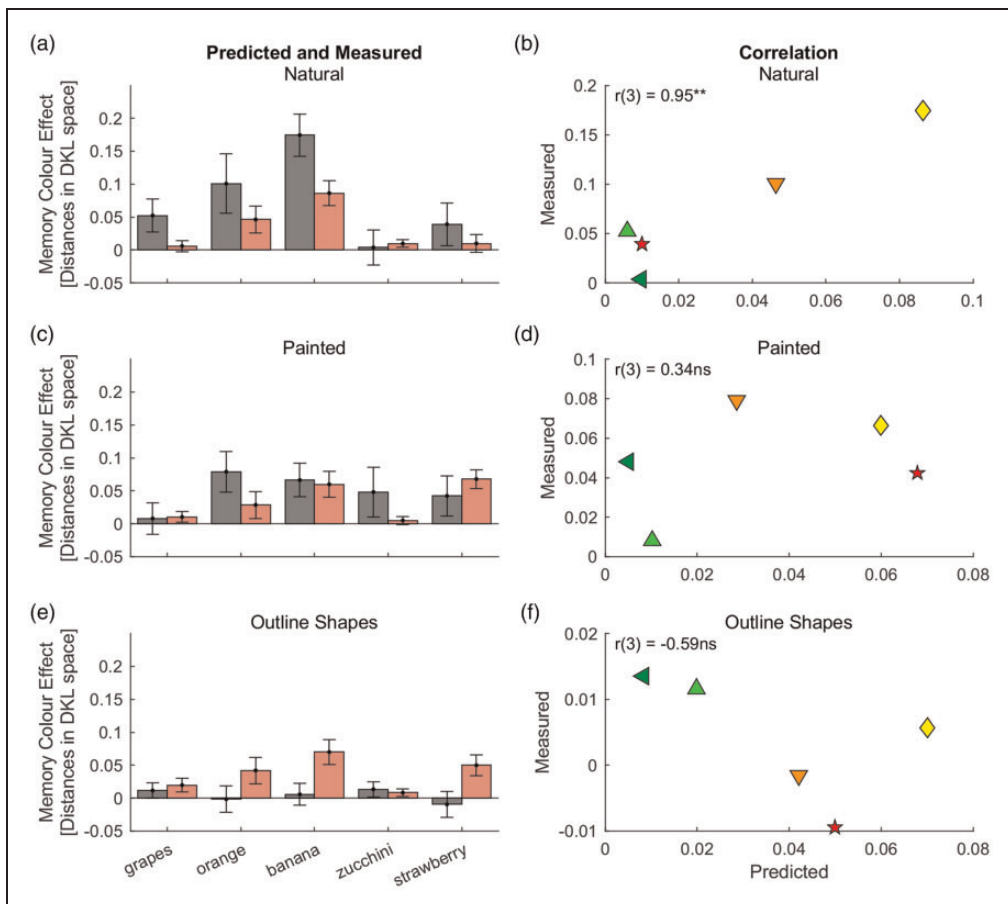 (a)
Predicted and Measured
Natural
Memory Colour Effect
[Distances in DKL space]
0.2
0.15
0.1
0.05
0
-0.05
(b)
Correlation
Natural
r(3) = 0.95**
Measured
0.2
0.15
0.1
0.05
0
0 0.02 0.04 0.06 0.08 0.1
(c)
Painted
Memory Colour Effect
[Distances in DKL space]
0.2
0.15
0.1
0.05
0
-0.05
(d)
Painted
r(3) = 0.34ns
Measured
0.1
0.08
0.06
0.04
0.02
0
0 0.02 0.04 0.06 0.08
(e)
Outline Shapes
Memory Colour Effect
[Distances in DKL space]
0.2
0.15
0.1
0.05
0
-0.05
grapes orange banana zucchini strawberry
(f)
Outline Shapes
r(3) = -0.59ns
Measured
0.02
0.01
0
-0.01
0 0.02 0.04 0.06 0.08
Predicted